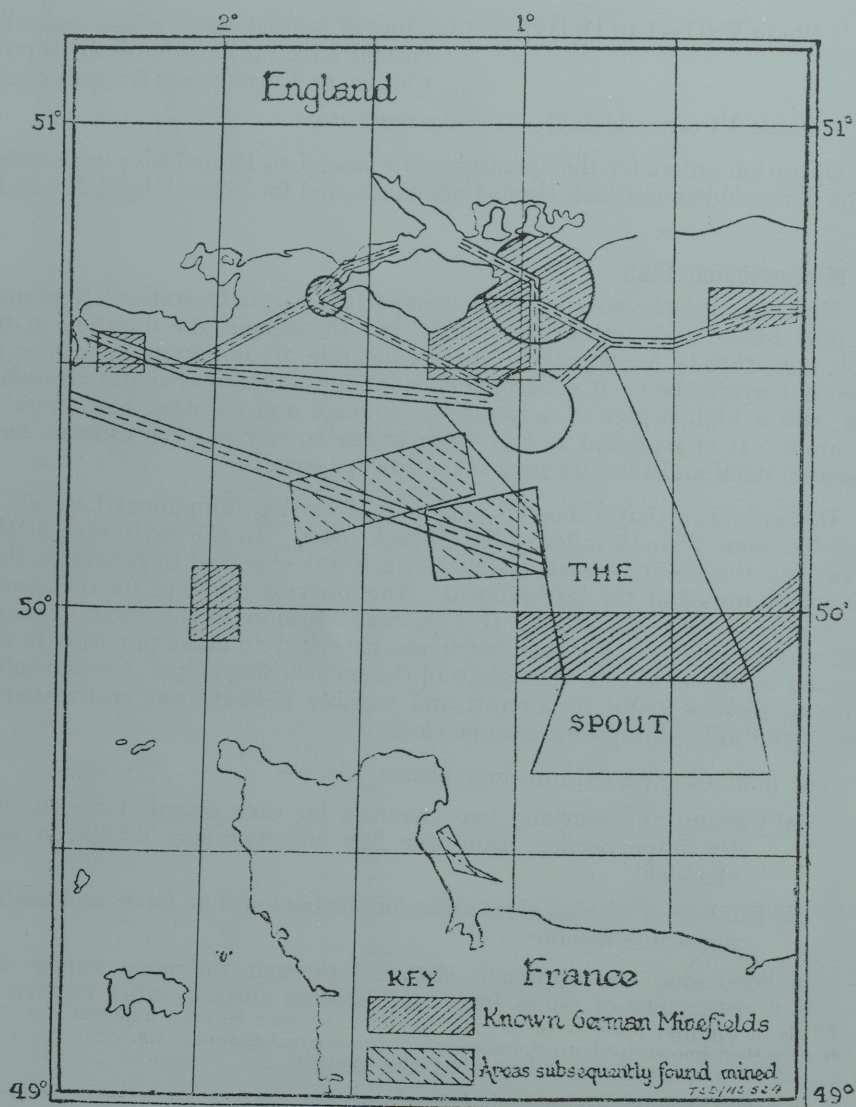 2° 1°
England
51° 51°
THE
50° 50°
SPOUT
KEY France
Known German Minefields
Areas subsequently found mined
49° 49°